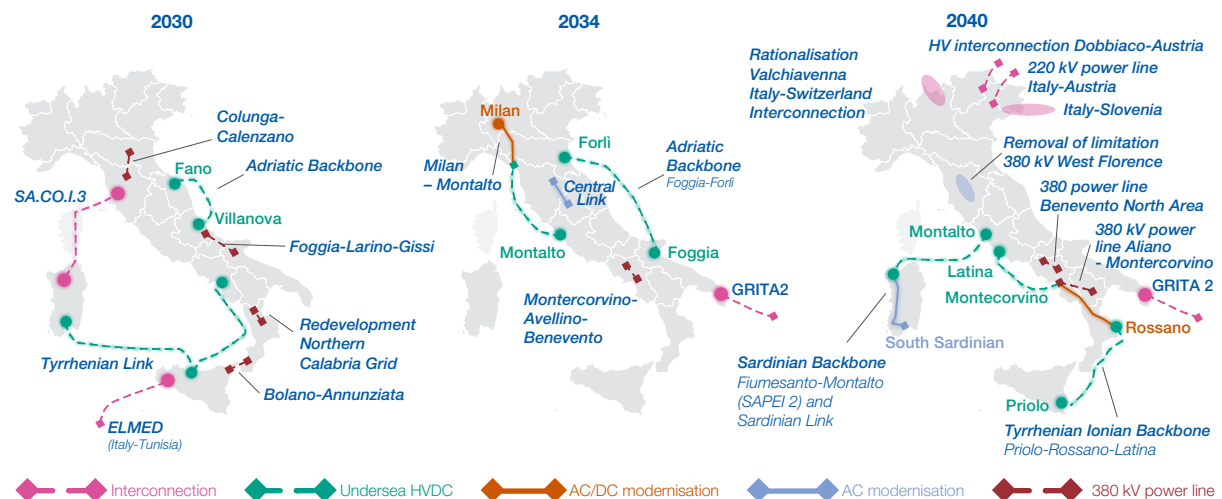 2030
Colunga-
Calenzano
Fano
Adriatic Backbone
SA.CO.I.3
Villanova
Foggia-Larino-Gissi
Redevelopment
Northern
Calabria Grid
Tyrrhenian Link
Bolano-Annunziata
ELMED
(Italy-Tunisia)
2034
Milan
Forlì
Milan
– Montalto
Adriatic
Backbone
Foggia-Forlì
Central
Link
Montalto
Foggia
GRITA2
Montercorvino-
Avellino-
Benevento
2040
Rationalisation
Valchiavenna
Italy-Switzerland
Interconnection
HV interconnection Dobbiaco-Austria
220 kV power line
Italy-Austria
Italy-Slovenia
Removal of limitation
380 kV West Florence
380 power line
Benevento North Area
Montalto
380 kV power
line Aliano
- Montercorvino
Latina
Montecorvino
GRITA 2
Rossano
South Sardinian
Sardinian Backbone
Fiumesanto-Montalto
(SAPEI 2) and
Sardinian Link
Priolo
Tyrrhenian Ionian Backbone
Priolo-Rossano-Latina
Interconnection
Undersea HVDC
AC/DC modernisation
AC modernisation
380 kV power line